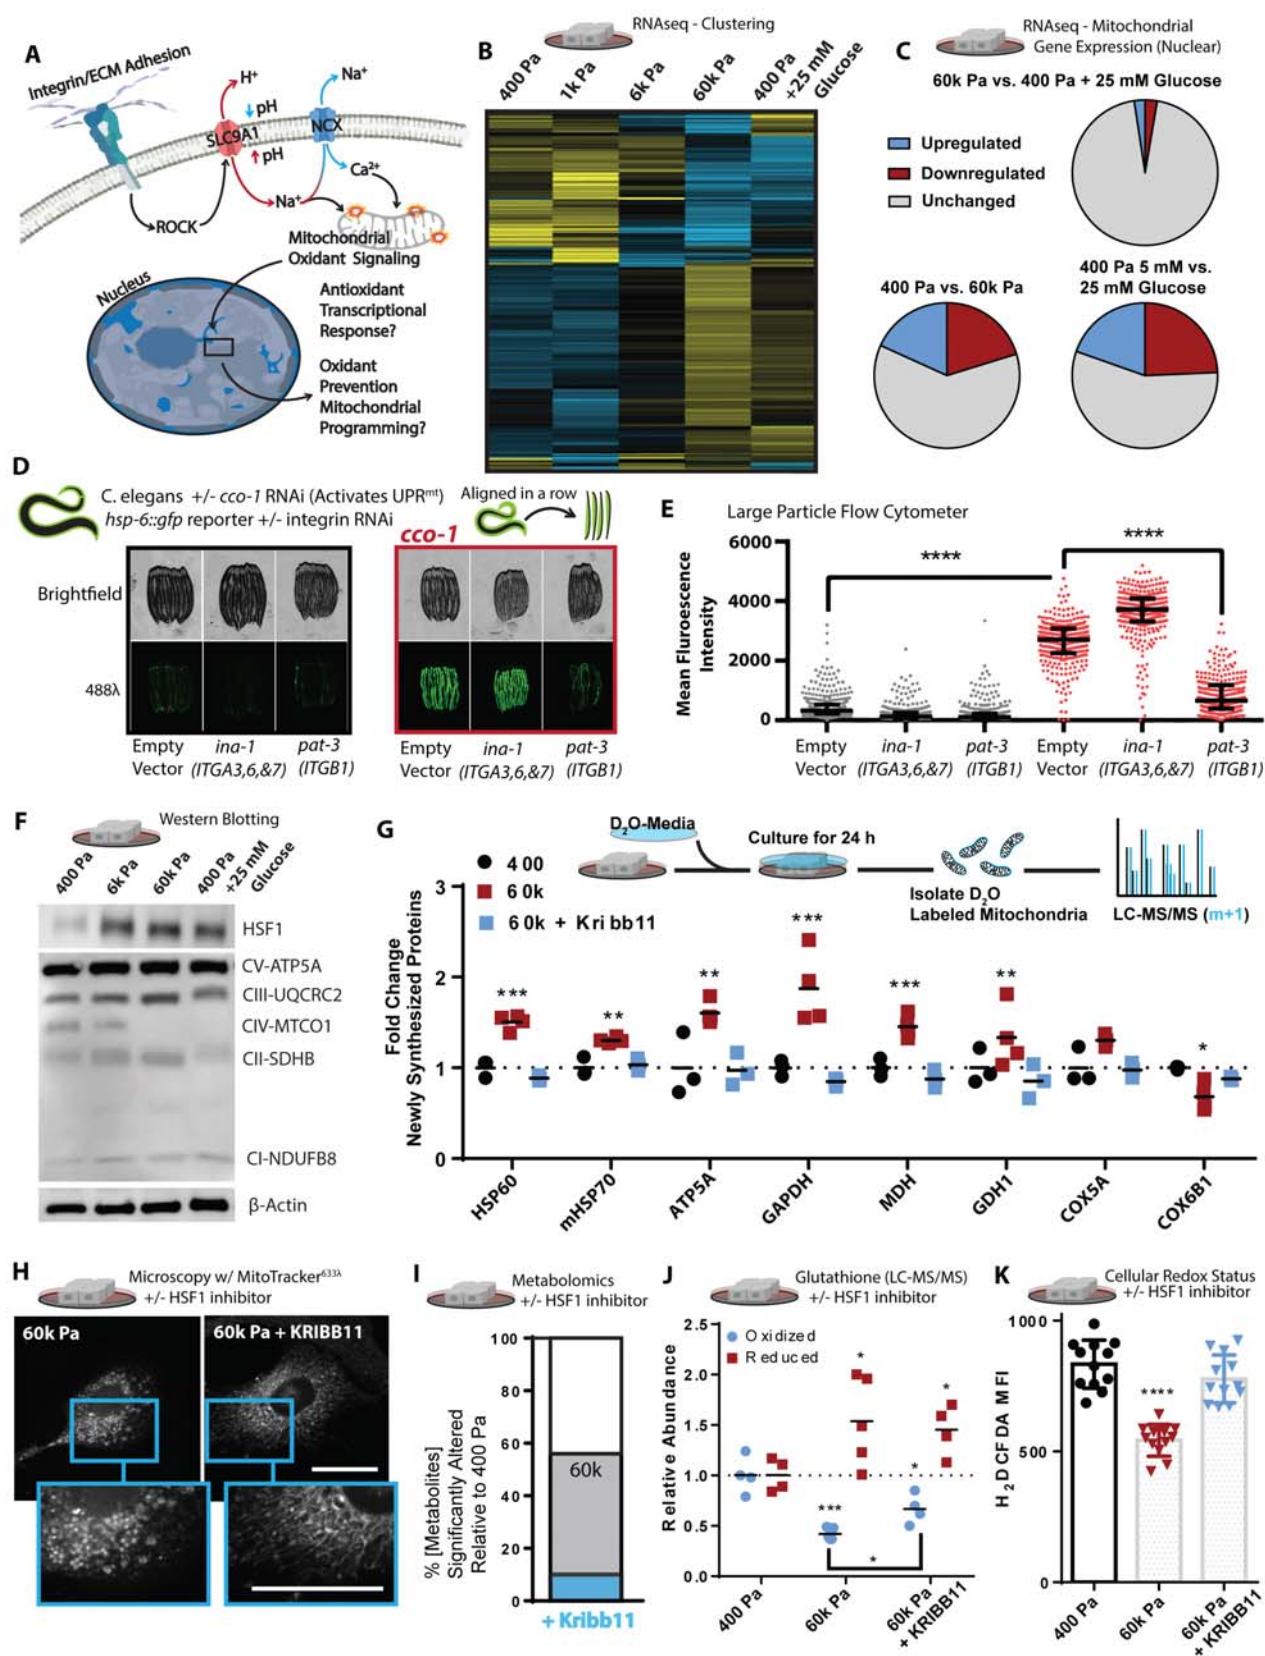 A
Integrin/ECM Adhesion
H⁺
Na⁺
pH
SLC9A1
NCX
pH
Ca²⁺
Na⁺
ROCK
Mitochondrial
Oxidant Signaling
Nucleus
Antioxidant
Transcriptional
Response?
Oxidant
Prevention
Mitochondrial
Programming?
B
RNAseq - Clustering
400 Pa
1k Pa
6k Pa
60k Pa
400 Pa
+25 mM
Glucose
C
RNAseq - Mitochondrial
Gene Expression (Nuclear)
60k Pa vs. 400 Pa + 25 mM Glucose
Upregulated
Downregulated
Unchanged
400 Pa vs. 60k Pa
400 Pa 5 mM vs.
25 mM Glucose
D
C. elegans +/- cco-1 RNAi (Activates UPRᵐᵗ)
hsp-6::gfp reporter +/- integrin RNAi
Aligned in a row
cco-1
Brightfield
488λ
Empty
Vector
ina-1
(ITGA3,6,&7)
pat-3
(ITGB1)
Empty
Vector
ina-1
(ITGA3,6,&7)
pat-3
(ITGB1)
E
Large Particle Flow Cytometer
Mean Fluroescence
Intensity
6000
4000
2000
0
****
****
Empty
Vector
ina-1
(ITGA3,6,&7)
pat-3
(ITGB1)
Empty
Vector
ina-1
(ITGA3,6,&7)
pat-3
(ITGB1)
F
Western Blotting
400 Pa
6k Pa
60k Pa
400 Pa
+25 mM
Glucose
HSF1
CV-ATP5A
CIII-UQCRC2
CIV-MTCO1
CII-SDHB
CI-NDUFB8
β-Actin
G
D₂O-Media
Culture for 24 h
Isolate D₂O
Labeled Mitochondria
LC-MS/MS (m+1)
400
60k
60k + Kribb11
Fold Change
Newly Synthesized Proteins
3
2
1
0
***
**
**
***
***
**
*
HSP60
mHSP70
ATP5A
GAPDH
MDH
GDH1
COX5A
COX6B1
H
Microscopy w/ MitoTracker⁶³³λ
+/- HSF1 inhibitor
60k Pa
60k Pa + KRIBB11
I
Metabolomics
+/- HSF1 inhibitor
% [Metabolites]
Significantly Altered
Relative to 400 Pa
100
80
60
40
20
0
60k
+ Kribb11
J
Glutathione (LC-MS/MS)
+/- HSF1 inhibitor
Oxidized
Reduced
Relative Abundance
2.5
2.0
1.5
1.0
0.5
0.0
***
*
*
*
*
400 Pa
60k Pa
60k Pa
+ KRIBB11
K
Cellular Redox Status
+/- HSF1 inhibitor
H₂DCFDA MFI
1000
500
0
****
400 Pa
60k Pa
60k Pa
+ KRIBB11